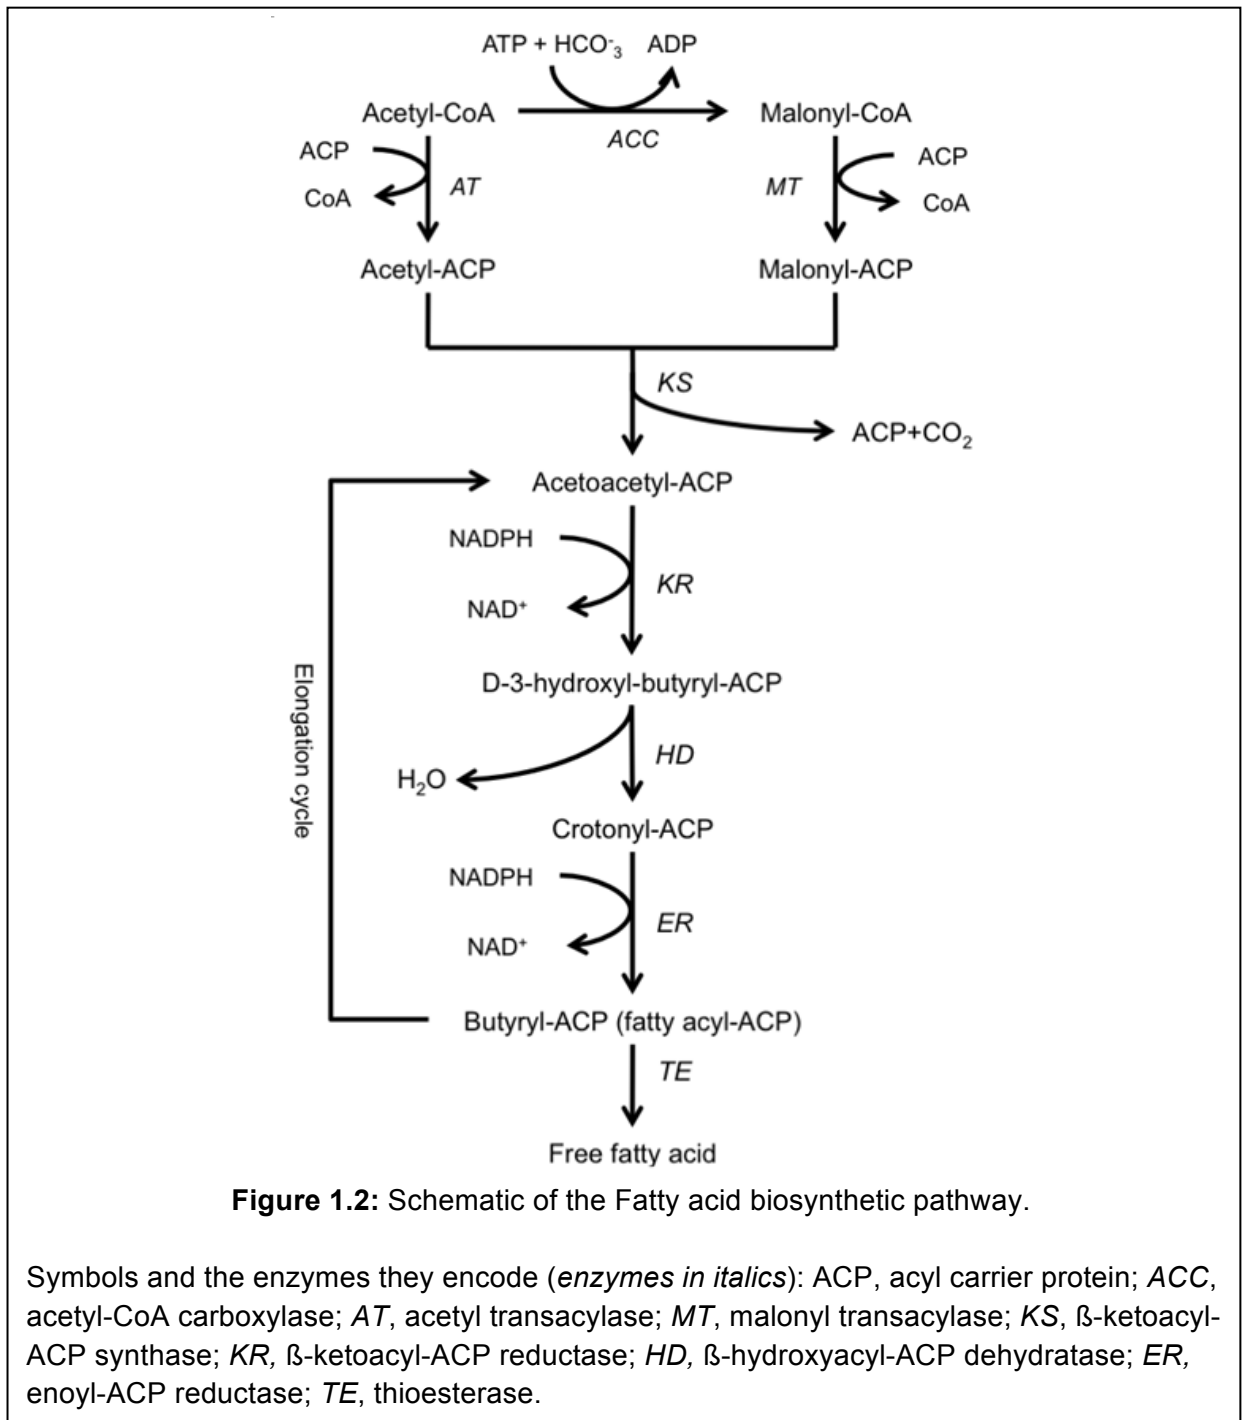 ATP + HCO⁻₃ ADP
Acetyl-CoA Malonyl-CoA
ACC
ACP ACP
AT MT
CoA CoA
Acetyl-ACP Malonyl-ACP
KS
ACP+CO₂
Acetoacetyl-ACP
NADPH
KR
NAD⁺
D-3-hydroxyl-butyryl-ACP
Elongation cycle
HD
H₂O
Crotonyl-ACP
NADPH
ER
NAD⁺
Butyryl-ACP (fatty acyl-ACP)
TE
Free fatty acid
Figure 1.2: Schematic of the Fatty acid biosynthetic pathway.
Symbols and the enzymes they encode (enzymes in italics): ACP, acyl carrier protein; ACC,
acetyl-CoA carboxylase; AT, acetyl transacylase; MT, malonyl transacylase; KS, ß-ketoacyl-
ACP synthase; KR, ß-ketoacyl-ACP reductase; HD, ß-hydroxyacyl-ACP dehydratase; ER,
enoyl-ACP reductase; TE, thioesterase.